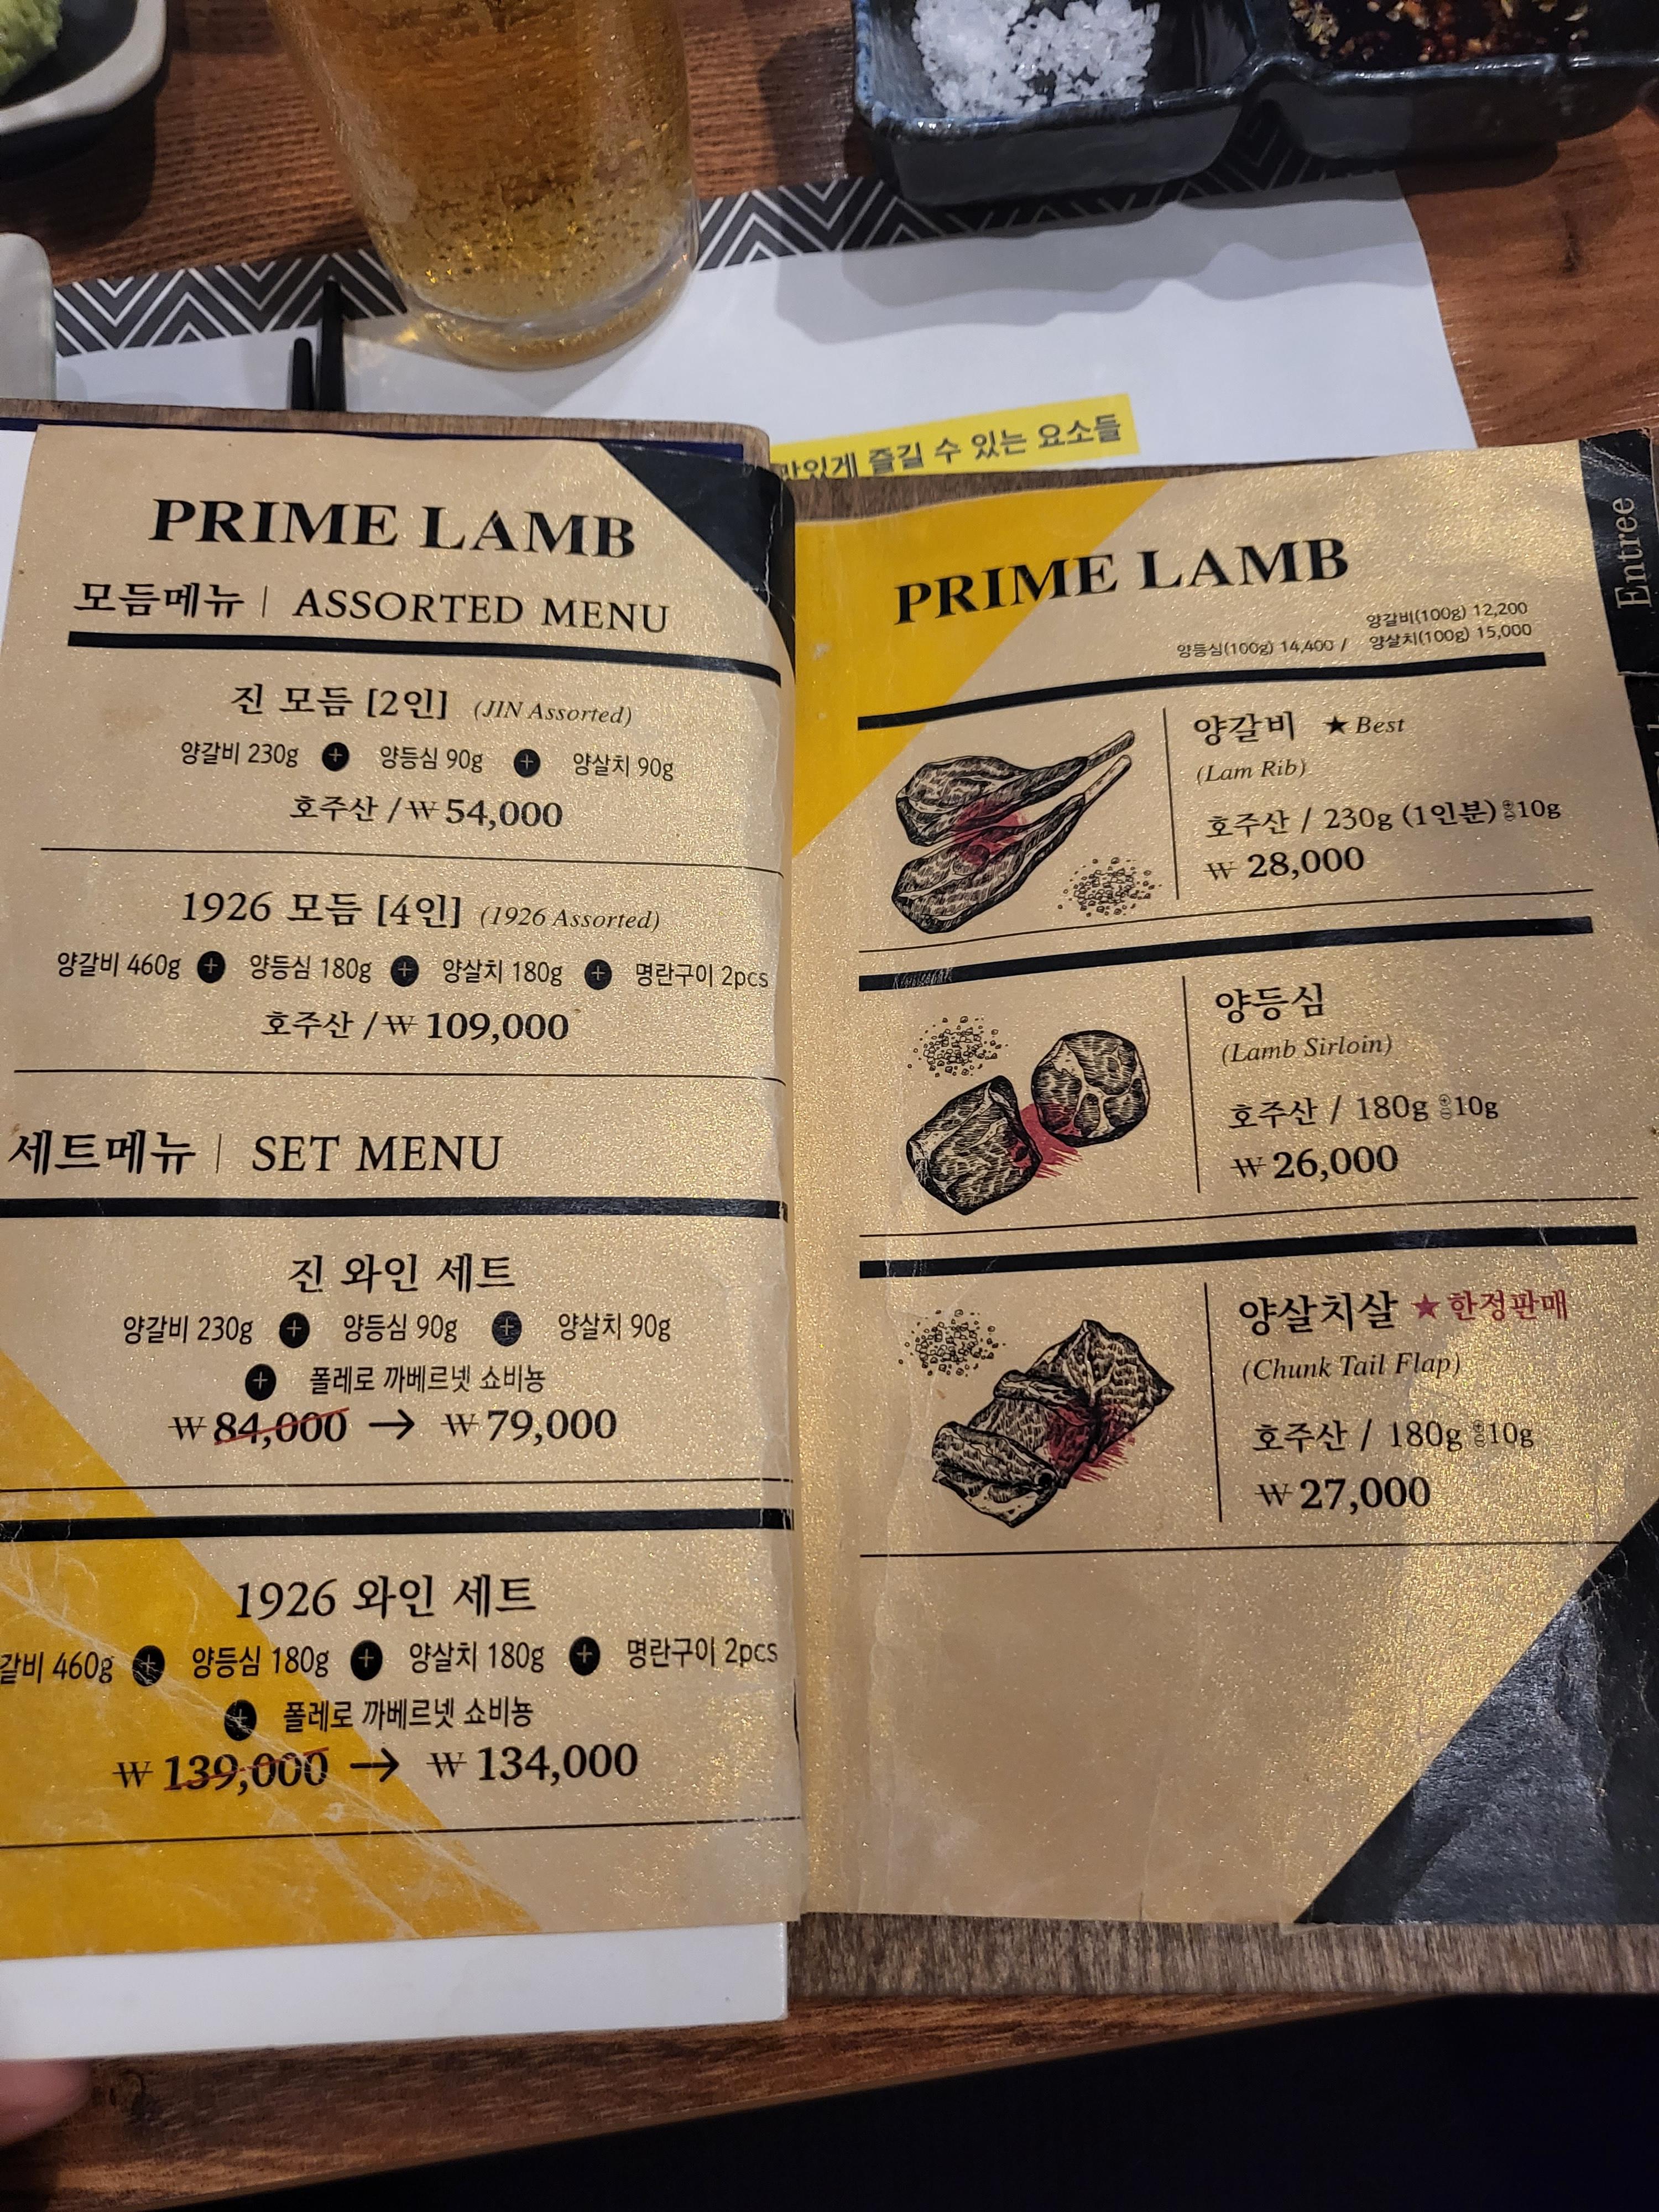 맛있게 즐길 수 있는 요소들
PRIME LAMB
모듬메뉴 | ASSORTED MENU
진 모듬 [2인] (JIN Assorted)
양갈비 230g + 양등심 90g + 양살치 90g
호주산 / ₩ 54,000
1926 모듬 [4인] (1926 Assorted)
양갈비 460g + 양등심 180g + 양살치 180g + 명란구이 2pcs
호주산 / ₩ 109,000
세트메뉴 | SET MENU
진 와인 세트
양갈비 230g + 양등심 90g + 양살치 90g
+ 폴레로 까베르넷 쇼비뇽
₩ 84,000 → ₩ 79,000
1926 와인 세트
갈비 460g + 양등심 180g + 양살치 180g + 명란구이 2pcs
+ 폴레로 까베르넷 쇼비뇽
₩ 139,000 → ₩ 134,000
Entree
PRIME LAMB
양갈비(100g) 12,200
양등심(100g) 14,400 / 양살치(100g) 15,000
양갈비 ★ Best
(Lam Rib)
호주산 / 230g (1인분) 10g
₩ 28,000
양등심
(Lamb Sirloin)
호주산 / 180g 10g
₩ 26,000
양살치살 ★ 한정판매
(Chunk Tail Flap)
호주산 / 180g 10g
₩ 27,000